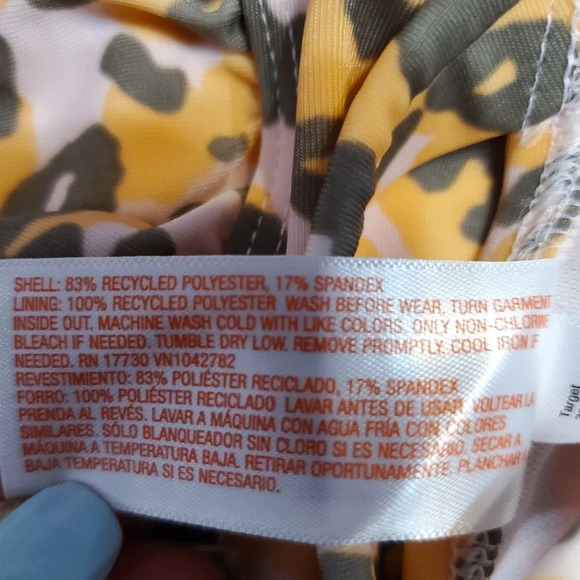 SHELL: 83% RECYCLED POLYESTER, 17% SPANDEX
LINING: 100% RECYCLED POLYESTER WASH BEFORE WEAR, TURN GARMENT
INSIDE OUT. MACHINE WASH COLD WITH LIKE COLORS. ONLY NON-CHLORINE
BLEACH IF NEEDED. TUMBLE DRY LOW. REMOVE PROMPTLY. COOL IRON IF
NEEDED. RN 17730 VN1042782
REVESTIMIENTO: 83% POLIÉSTER RECICLADO, 17% SPANDEX
FORRO: 100% POLIÉSTER RECICLADO LAVAR ANTES DE USAR. VOLTEAR LA
PRENDA AL REVÉS. LAVAR A MÁQUINA CON AGUA FRÍA CON COLORES
SIMILARES. SÓLO BLANQUEADOR SIN CLORO SI ES NECESARIO. SECAR A
MÁQUINA A TEMPERATURA BAJA. RETIRAR OPORTUNAMENTE. PLANCHAR A
BAJA TEMPERATURA SI ES NECESARIO.
Target